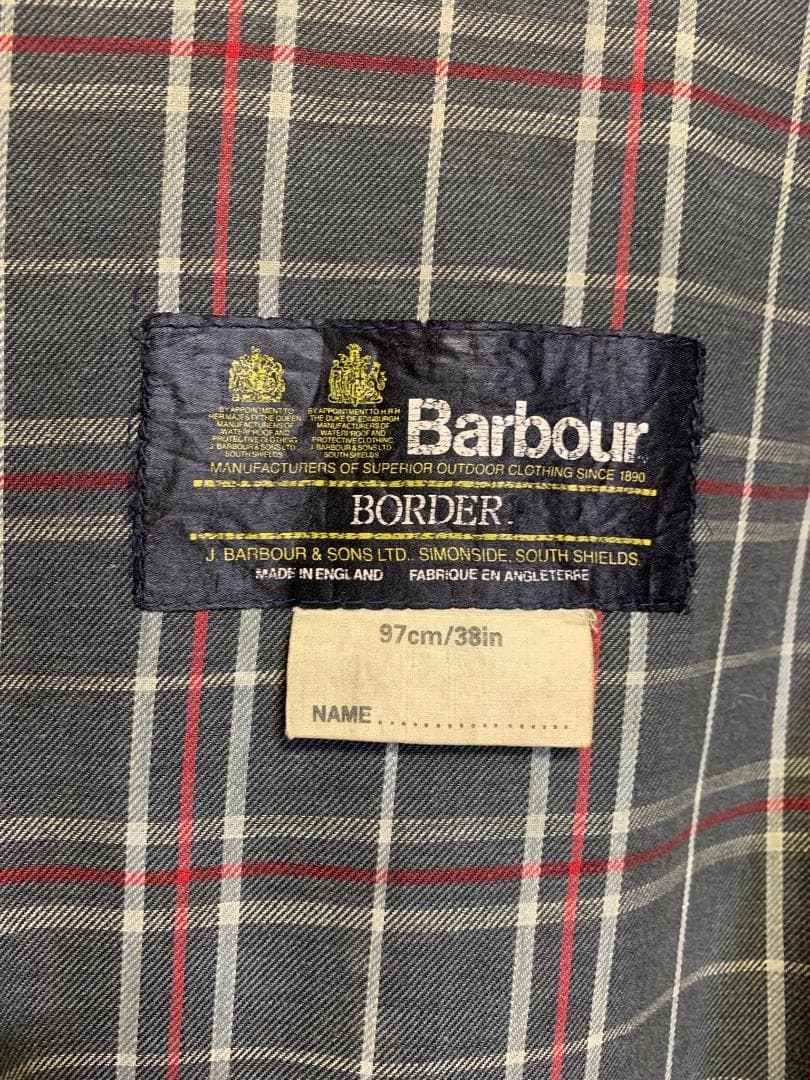 BY APPOINTMENT TO
HER MAJESTY THE QUEEN
MANUFACTURERS OF
WATERPROOF AND
PROTECTIVE CLOTHING
J. BARBOUR & SONS LTD
SOUTH SHIELDS
BY APPOINTMENT TO H.R.H
THE DUKE OF EDINBURGH
MANUFACTURERS OF
WATERPROOF AND
PROTECTIVE CLOTHING
J. BARBOUR & SONS LTD
SOUTH SHIELDS
Barbour
MANUFACTURERS OF SUPERIOR OUTDOOR CLOTHING SINCE 1890
BORDER.
J. BARBOUR & SONS LTD., SIMONSIDE, SOUTH SHIELDS.
MADE IN ENGLAND FABRIQUE EN ANGLETERRE
97cm/38in
NAME..................